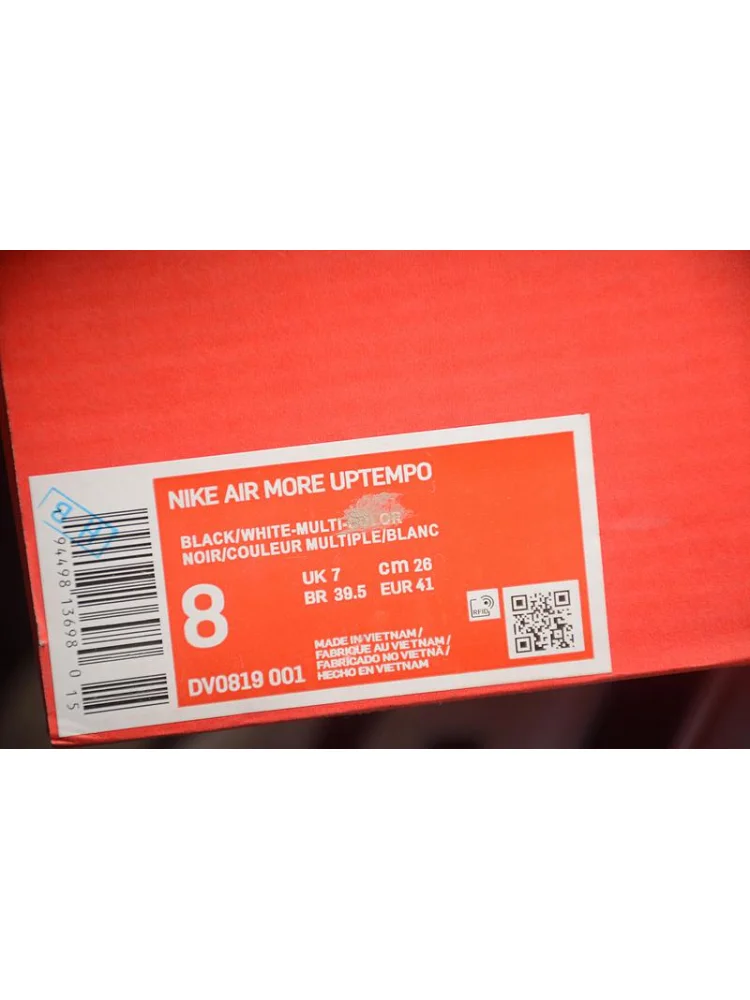 NIKE AIR MORE UPTEMPO
BLACK/WHITE-MULTI-COLOR
NOIR/COULEUR MULTIPLE/BLANC
8
UK 7
cm 26
BR 39.5
EUR 41
DV0819 001
MADE IN VIETNAM/
FABRIQUE AU VIETNAM/
FABRICADO NO VIETNÃ/
HECHO EN VIETNAM
RFID
94498 13698 0 15